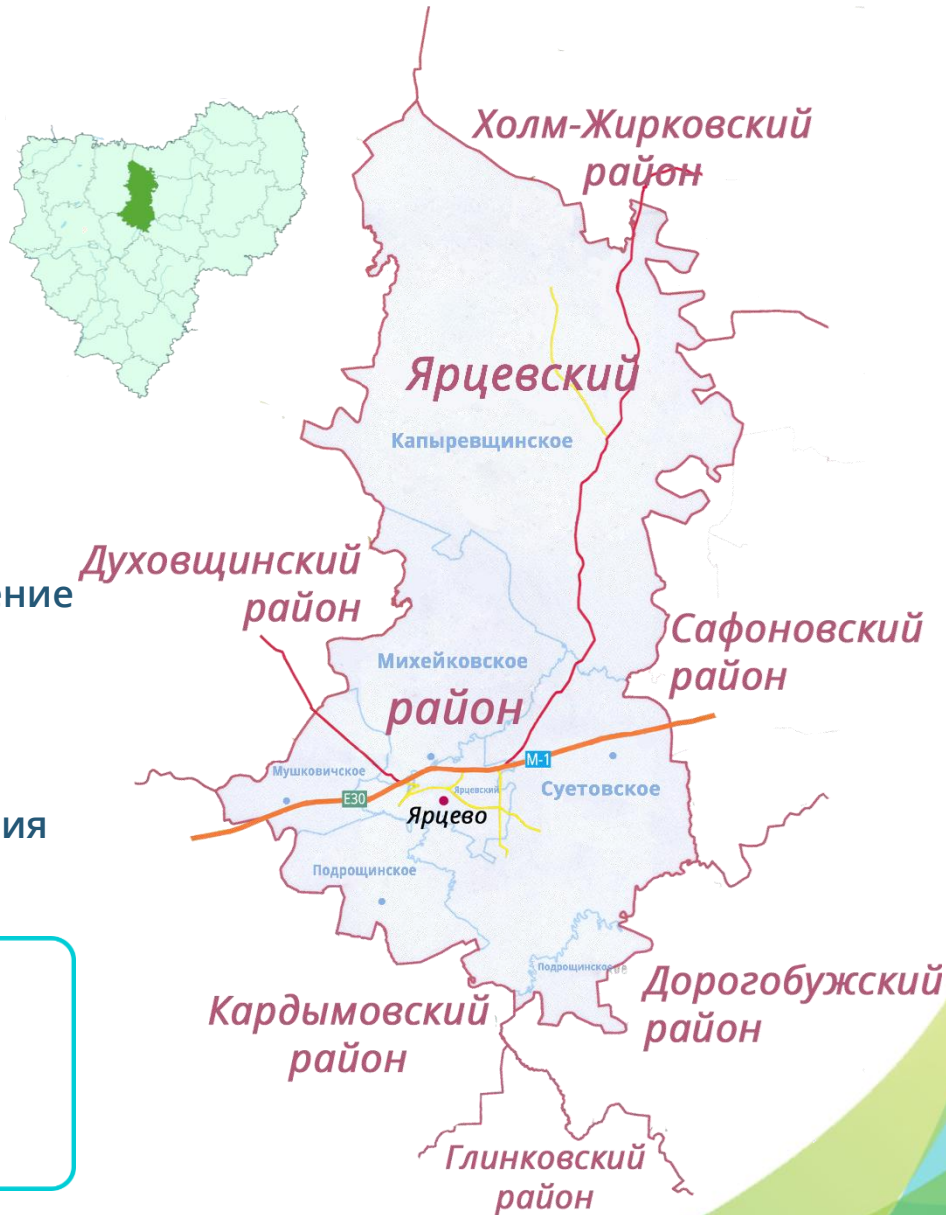 Холм-Жирковский
район
Ярцевский
Капыревщинское
Духовщинский
район
ение
Сафоновский
район
Михейковское
район
M-1
Мушковичское
Ярцевский
Суетовское
E30
Ярцево
ия
Подрощинское
Подрощинское
Дорогобужский
район
Кардымовский
район
Глинковский
район